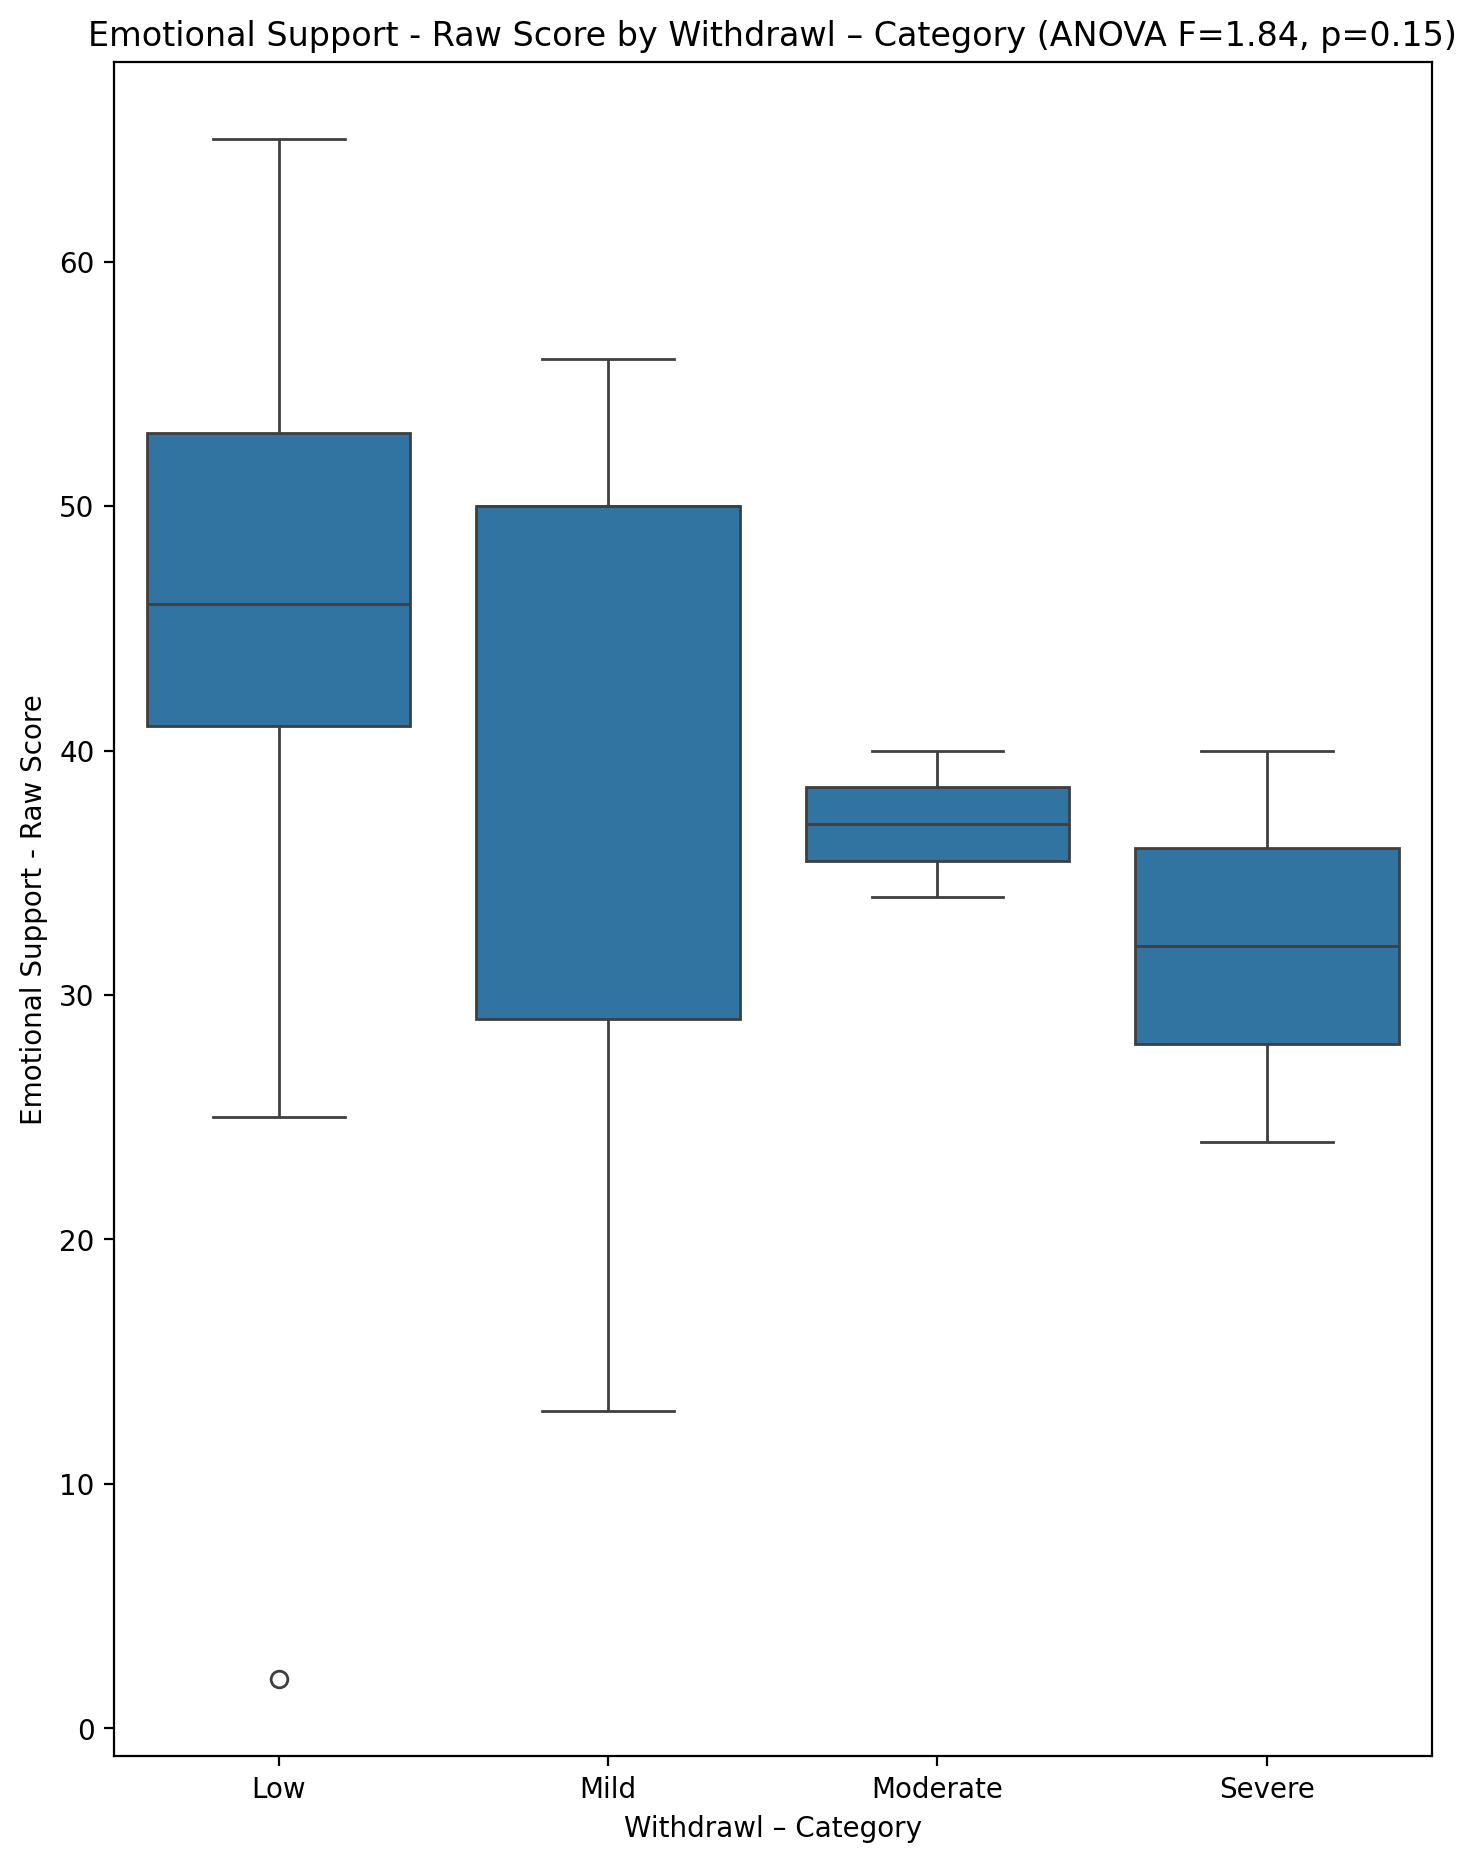 Emotional Support - Raw Score by Withdrawl – Category (ANOVA F=1.84, p=0.15)
Emotional Support - Raw Score
60
50
40
30
20
10
0
Low
Mild
Moderate
Severe
Withdrawl – Category